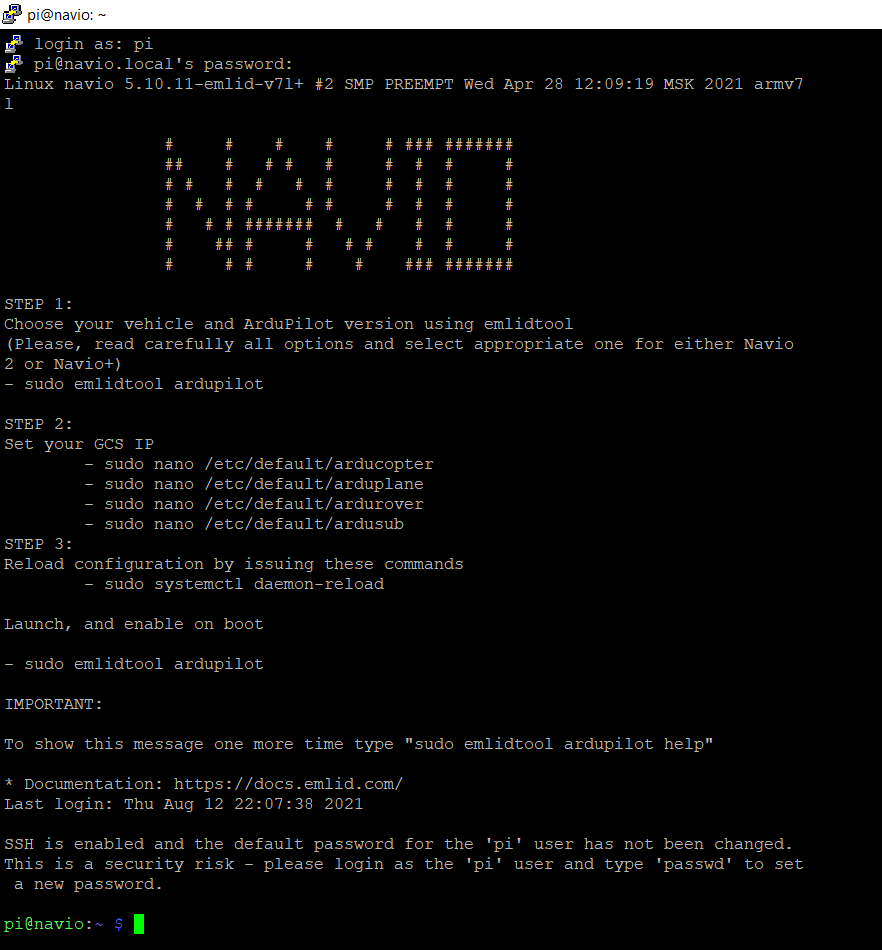 pi@navio: ~
login as: pi
pi@navio.local's password:
Linux navio 5.10.11-emlid-v7l+ #2 SMP PREEMPT Wed Apr 28 12:09:19 MSK 2021 armv7
l
#     #    #    #     # ### #######
##    #   # #   #     #  #  #     #
# #   #  #   #  #     #  #  #     #
#  #  # #     # #     #  #  #     #
#   # # #######  #   #   #  #     #
#    ## #     #   # #    #  #     #
#     # #     #    #    ### #######
STEP 1:
Choose your vehicle and ArduPilot version using emlidtool
(Please, read carefully all options and select appropriate one for either Navio
2 or Navio+)
- sudo emlidtool ardupilot
STEP 2:
Set your GCS IP
- sudo nano /etc/default/arducopter
- sudo nano /etc/default/arduplane
- sudo nano /etc/default/ardurover
- sudo nano /etc/default/ardusub
STEP 3:
Reload configuration by issuing these commands
- sudo systemctl daemon-reload
Launch, and enable on boot
- sudo emlidtool ardupilot
IMPORTANT:
To show this message one more time type "sudo emlidtool ardupilot help"
* Documentation: https://docs.emlid.com/
Last login: Thu Aug 12 22:07:38 2021
SSH is enabled and the default password for the 'pi' user has not been changed.
This is a security risk - please login as the 'pi' user and type 'passwd' to set
a new password.
pi@navio:~ $